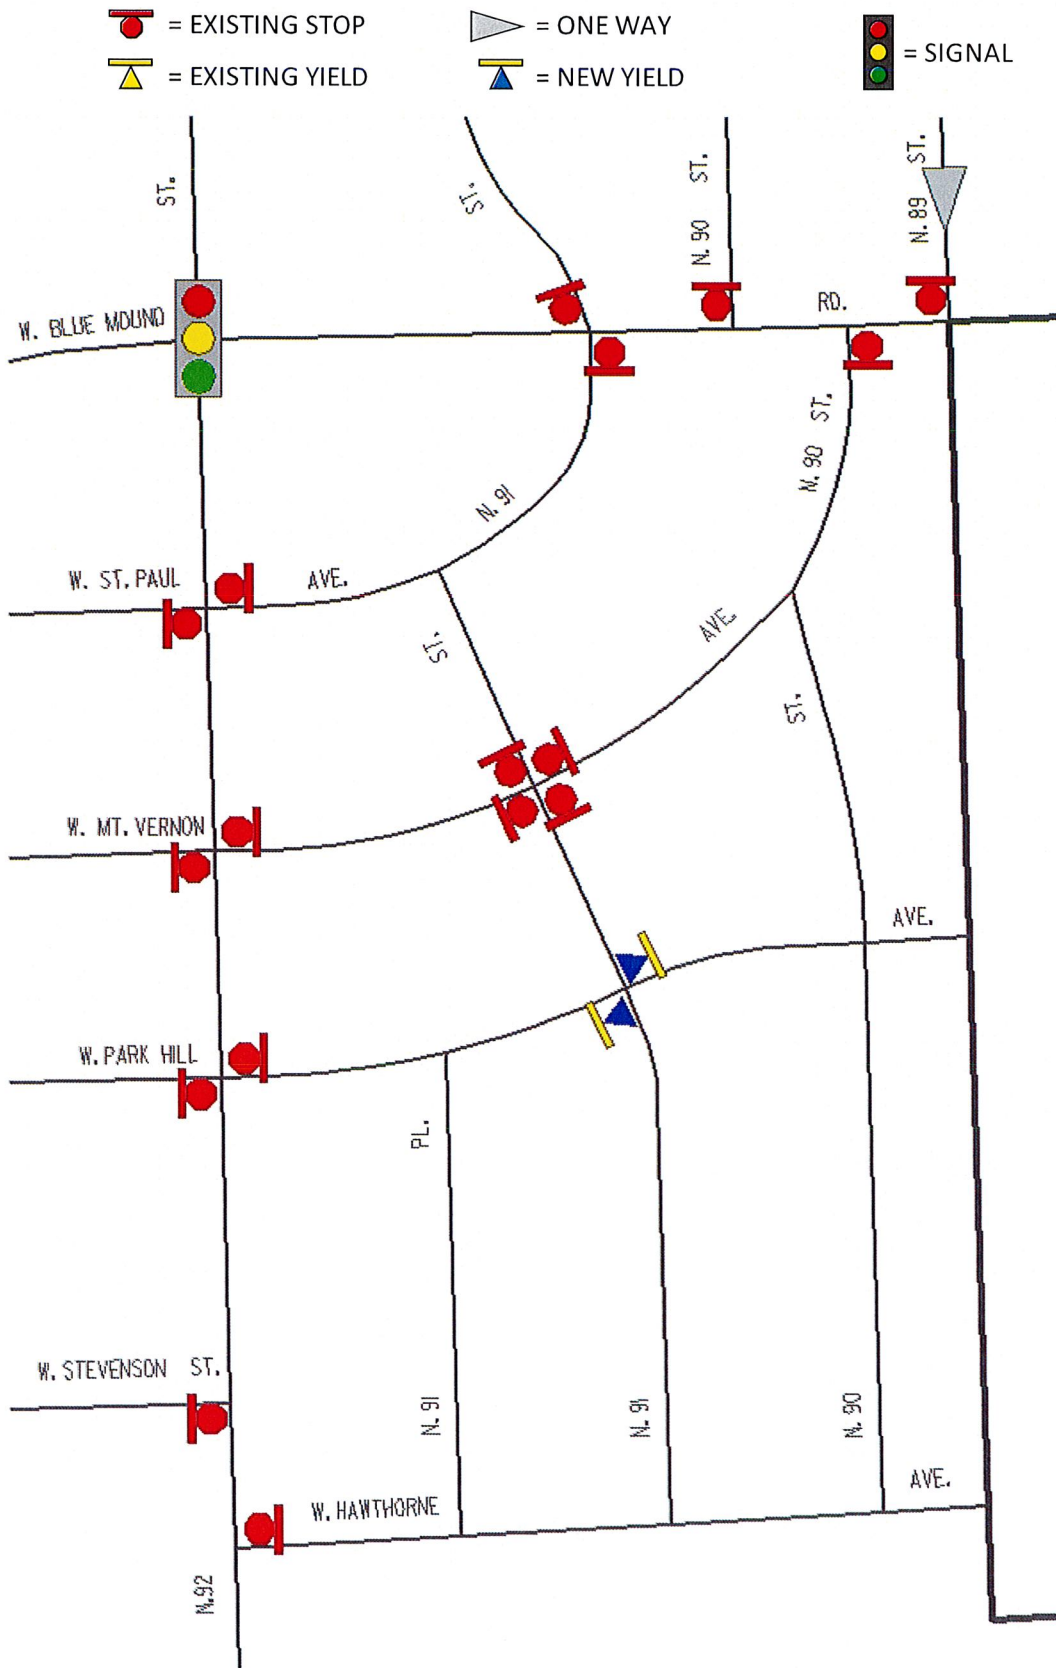 = EXISTING STOP
= ONE WAY
= SIGNAL
= EXISTING YIELD
= NEW YIELD
ST.
ST.
N. 90 ST.
N. 89 ST.
W. BLUE MOUND
RD.
N. 91
N. 90 ST.
W. ST. PAUL
AVE.
ST.
AVE.
ST.
W. MT. VERNON
AVE.
W. PARK HILL
PL.
W. STEVENSON ST.
N. 91
N. 91
N. 90
W. HAWTHORNE
AVE.
N. 92